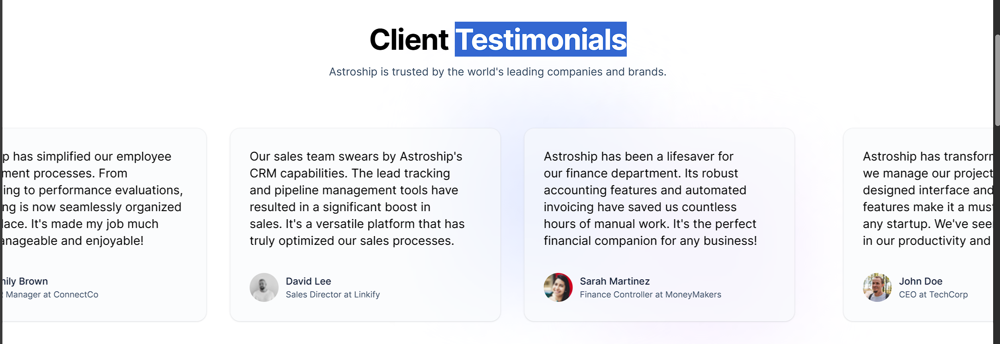 Client Testimonials
Astroship is trusted by the world's leading companies and brands.
p has simplified our employee
ment processes. From
ing to performance evaluations,
ng is now seamlessly organized
lace. It's made my job much
anageable and enjoyable!
mily Brown
Manager at ConnectCo
Our sales team swears by Astroship's
CRM capabilities. The lead tracking
and pipeline management tools have
resulted in a significant boost in
sales. It's a versatile platform that has
truly optimized our sales processes.
David Lee
Sales Director at Linkify
Astroship has been a lifesaver for
our finance department. Its robust
accounting features and automated
invoicing have saved us countless
hours of manual work. It's the perfect
financial companion for any business!
Sarah Martinez
Finance Controller at MoneyMakers
Astroship has transfor
we manage our project
designed interface and
features make it a must
any startup. We've see
in our productivity and
John Doe
CEO at TechCorp